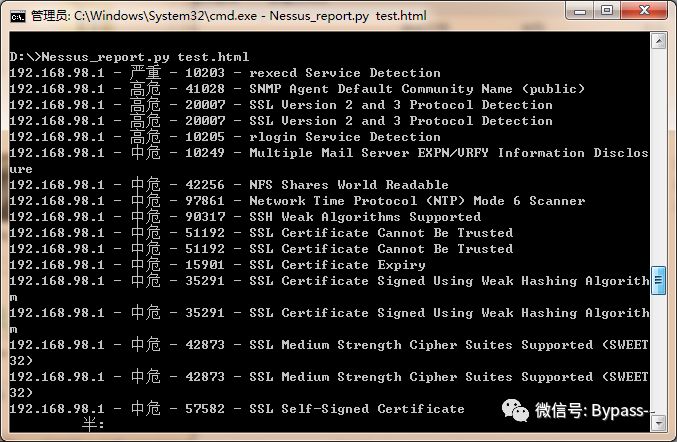 管理员: C:\Windows\System32\cmd.exe - Nessus_report.py  test.html
D:\>Nessus_report.py test.html
192.168.98.1 - 严重 - 10203 - rexecd Service Detection
192.168.98.1 - 高危 - 41028 - SNMP Agent Default Community Name (public)
192.168.98.1 - 高危 - 20007 - SSL Version 2 and 3 Protocol Detection
192.168.98.1 - 高危 - 20007 - SSL Version 2 and 3 Protocol Detection
192.168.98.1 - 高危 - 10205 - rlogin Service Detection
192.168.98.1 - 中危 - 10249 - Multiple Mail Server EXPN/VRFY Information Disclos
ure
192.168.98.1 - 中危 - 42256 - NFS Shares World Readable
192.168.98.1 - 中危 - 97861 - Network Time Protocol (NTP) Mode 6 Scanner
192.168.98.1 - 中危 - 90317 - SSH Weak Algorithms Supported
192.168.98.1 - 中危 - 51192 - SSL Certificate Cannot Be Trusted
192.168.98.1 - 中危 - 51192 - SSL Certificate Cannot Be Trusted
192.168.98.1 - 中危 - 15901 - SSL Certificate Expiry
192.168.98.1 - 中危 - 35291 - SSL Certificate Signed Using Weak Hashing Algorith
m
192.168.98.1 - 中危 - 35291 - SSL Certificate Signed Using Weak Hashing Algorith
m
192.168.98.1 - 中危 - 42873 - SSL Medium Strength Cipher Suites Supported (SWEET
32)
192.168.98.1 - 中危 - 42873 - SSL Medium Strength Cipher Suites Supported (SWEET
32)
192.168.98.1 - 中危 - 57582 - SSL Self-Signed Certificate
半:
微信号: Bypass--